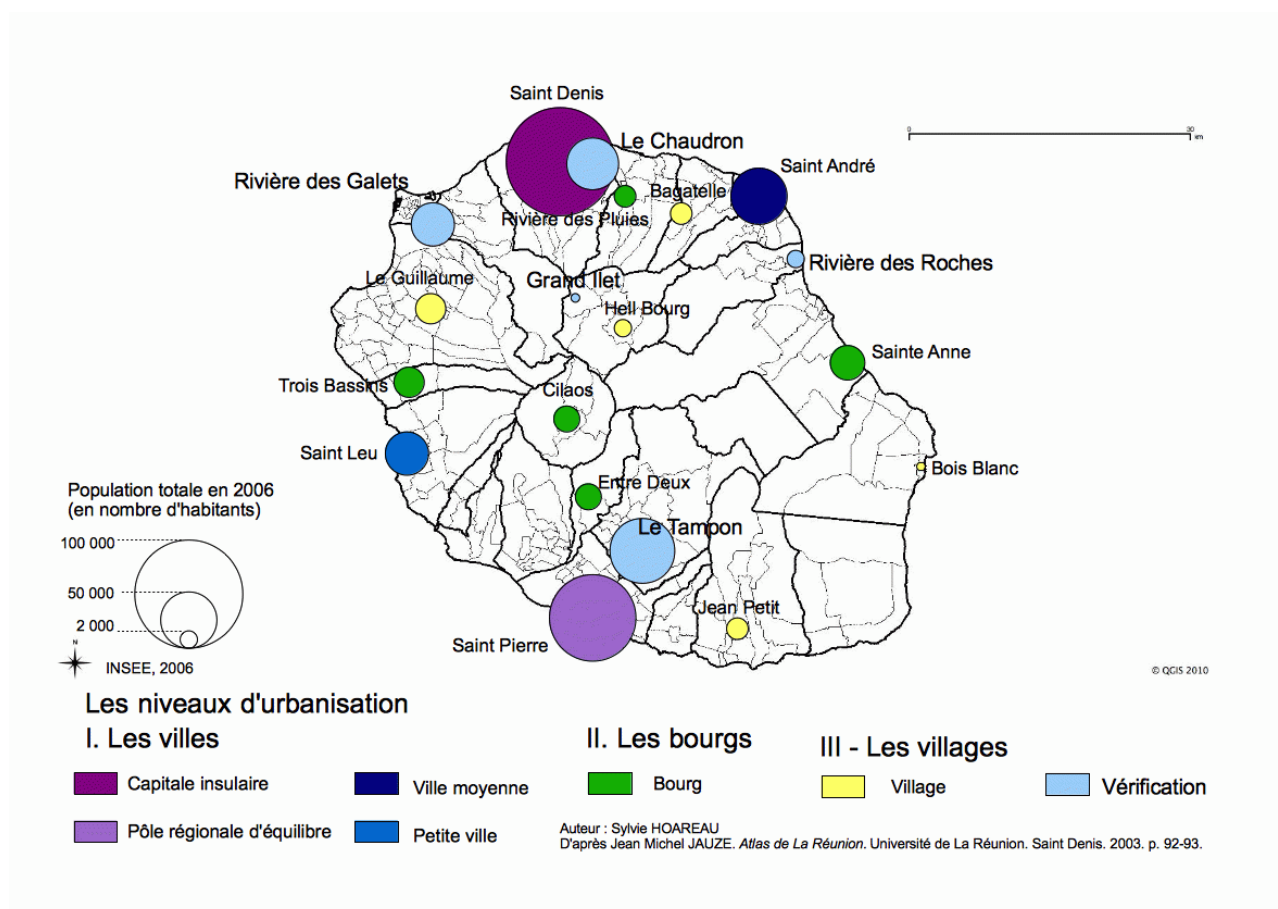 Saint Denis
Le Chaudron
Saint André
Rivière des Galets
Bagatelle
Rivière des Pluies
Rivière des Roches
Le Guillaume
Grand Ilet
Hell Bourg
Sainte Anne
Trois Bassins
Cilaos
Saint Leu
Bois Blanc
Entre Deux
Le Tampon
Jean Petit
Saint Pierre
0
20
km
Population totale en 2006
(en nombre d'habitants)
100 000
50 000
2 000
N
INSEE, 2006
© QGIS 2010
Les niveaux d'urbanisation
I. Les villes
Capitale insulaire
Pôle régionale d'équilibre
Ville moyenne
Petite ville
II. Les bourgs
Bourg
III - Les villages
Village
Vérification
Auteur : Sylvie HOAREAU
D'après Jean Michel JAUZE. Atlas de La Réunion. Université de La Réunion. Saint Denis. 2003. p. 92-93.